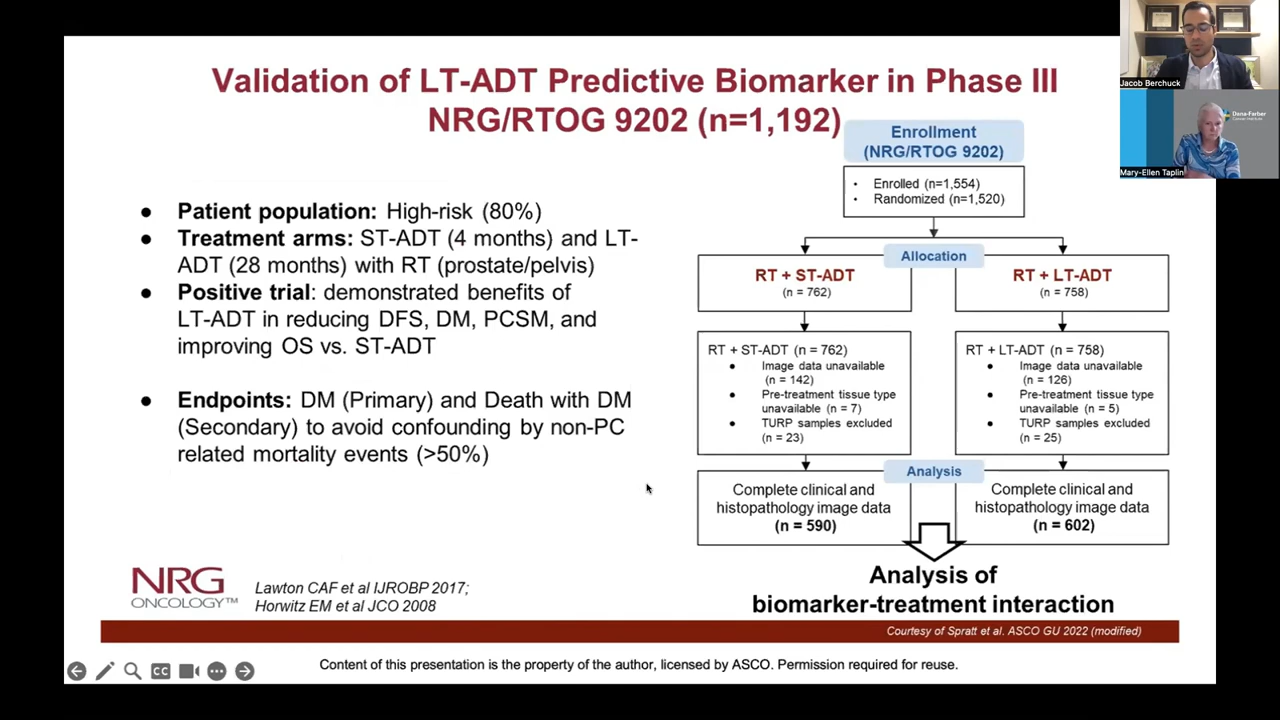 Validation of LT-ADT Predictive Biomarker in Phase III
NRG/RTOG 9202 (n=1,192)
● Patient population: High-risk (80%)
● Treatment arms: ST-ADT (4 months) and LT-
ADT (28 months) with RT (prostate/pelvis)
● Positive trial: demonstrated benefits of
LT-ADT in reducing DFS, DM, PCSM, and
improving OS vs. ST-ADT
● Endpoints: DM (Primary) and Death with DM
(Secondary) to avoid confounding by non-PC
related mortality events (>50%)
Enrollment
(NRG/RTOG 9202)
• Enrolled (n=1,554)
• Randomized (n=1,520)
Allocation
RT + ST-ADT
(n = 762)
RT + LT-ADT
(n = 758)
RT + ST-ADT (n = 762)
● Image data unavailable
(n = 142)
● Pre-treatment tissue type
unavailable (n = 7)
● TURP samples excluded
(n = 23)
RT + LT-ADT (n = 758)
● Image data unavailable
(n = 126)
● Pre-treatment tissue type
unavailable (n = 5)
● TURP samples excluded
(n = 25)
Analysis
Complete clinical and
histopathology image data
(n = 590)
Complete clinical and
histopathology image data
(n = 602)
Analysis of
biomarker-treatment interaction
NRG
ONCOLOGY™
Lawton CAF et al IJROBP 2017;
Horwitz EM et al JCO 2008
Courtesy of Spratt et al. ASCO GU 2022 (modified)
CC
Content of this presentation is the property of the author, licensed by ASCO. Permission required for reuse.
Jacob Berchuck
Dana-Farber
Cancer Institute
Mary-Ellen Taplin